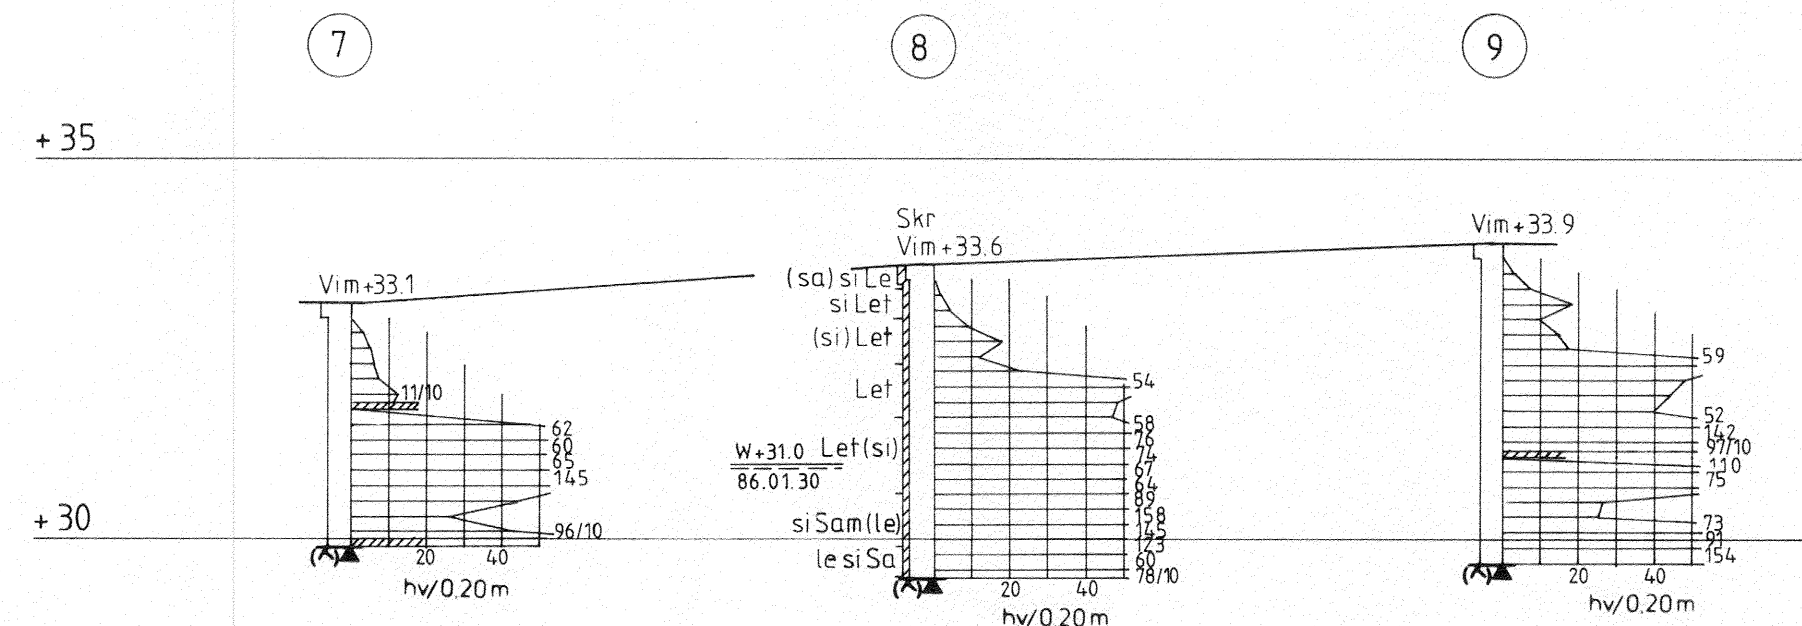 7
8
9
+ 35
Vim+33.1
11/10
62
60
65
145
96/10
+ 30
(X)
20 40
hv/0,20m
Skr
Vim+33.6
(sa) si Le
si Let
(si) Let
Let
Let(si)
W+31.0
86.01.30
si Sam(le)
le si Sa
54
58
76
74
67
64
89
158
145
123
60
78/10
(X)
20 40
hv/0,20m
Vim+33.9
59
52
142
97/10
110
75
73
91
154
(X)
20 40
hv/0,20m